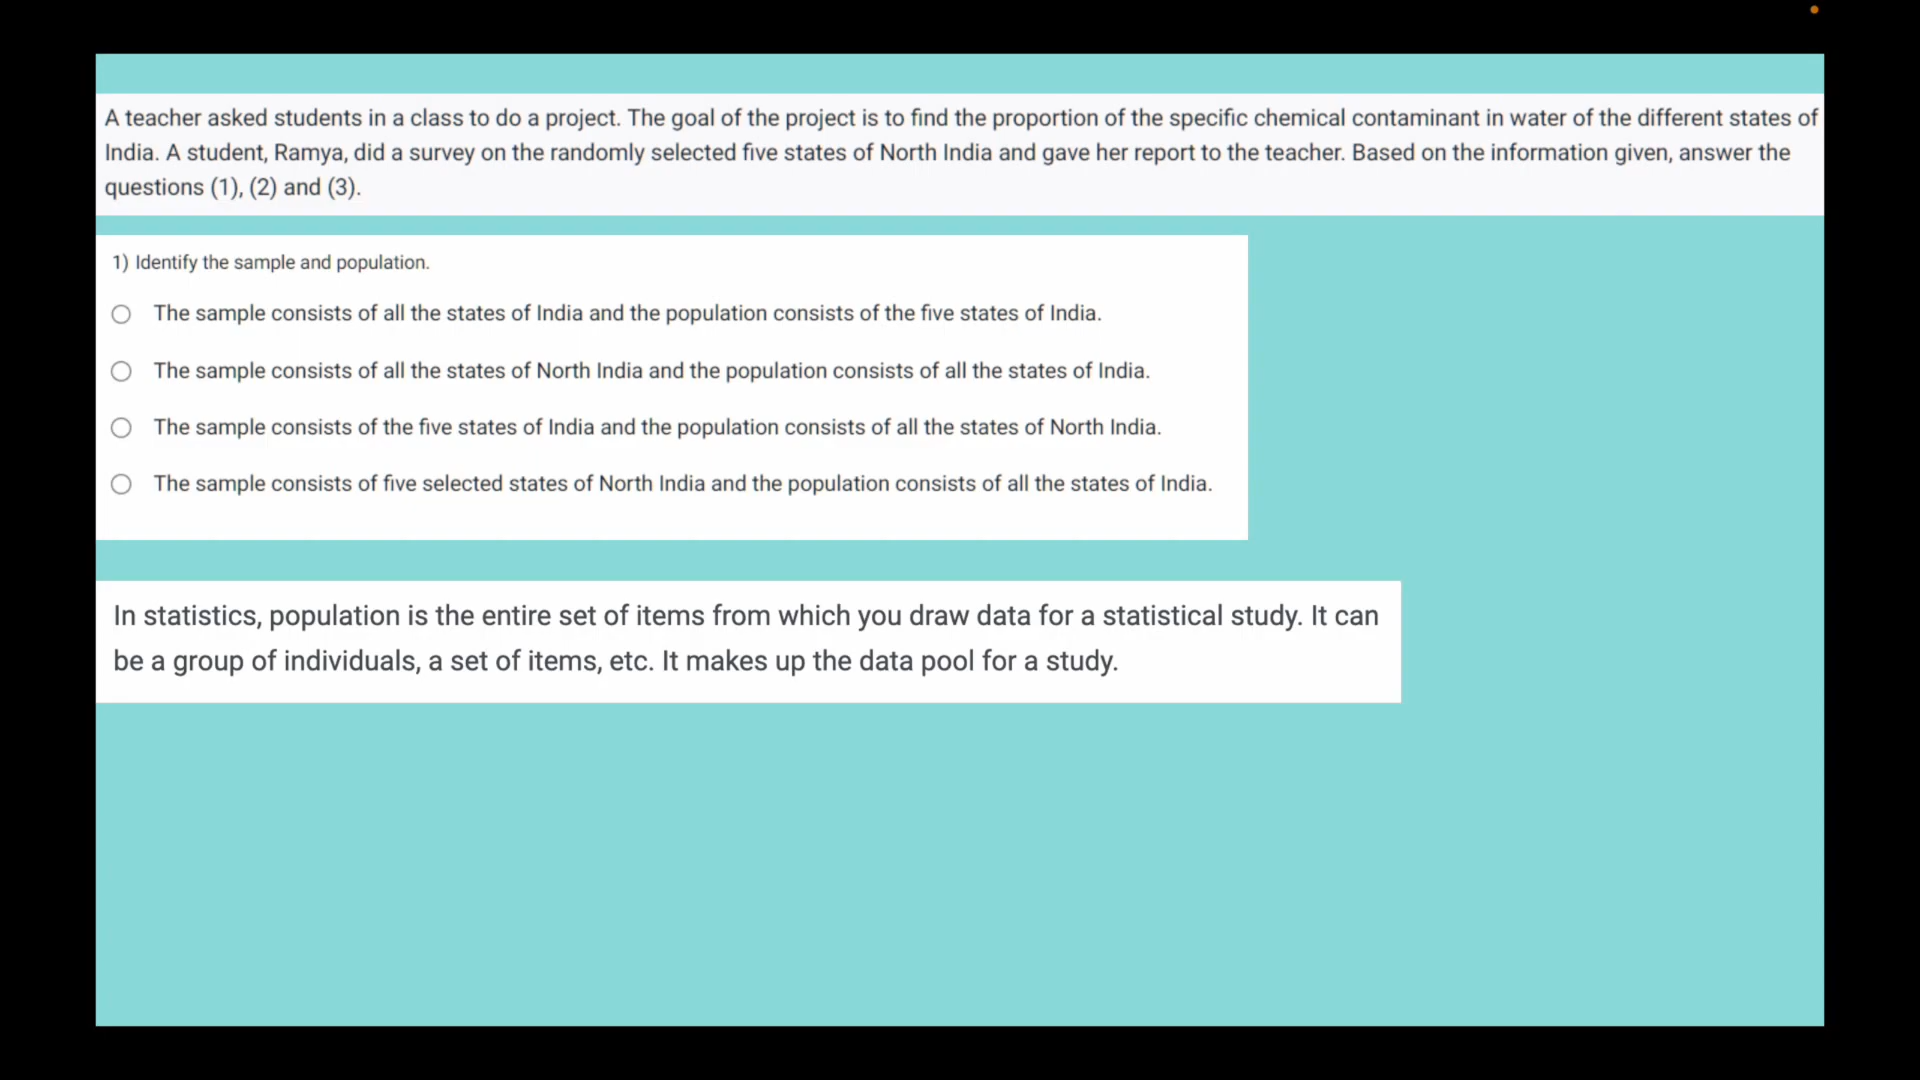 A teacher asked students in a class to do a project. The goal of the project is to find the proportion of the specific chemical contaminant in water of the different states of
India. A student, Ramya, did a survey on the randomly selected five states of North India and gave her report to the teacher. Based on the information given, answer the
questions (1), (2) and (3).
1) Identify the sample and population.
The sample consists of all the states of India and the population consists of the five states of India.
The sample consists of all the states of North India and the population consists of all the states of India.
The sample consists of the five states of India and the population consists of all the states of North India.
The sample consists of five selected states of North India and the population consists of all the states of India.
In statistics, population is the entire set of items from which you draw data for a statistical study. It can
be a group of individuals, a set of items, etc. It makes up the data pool for a study.